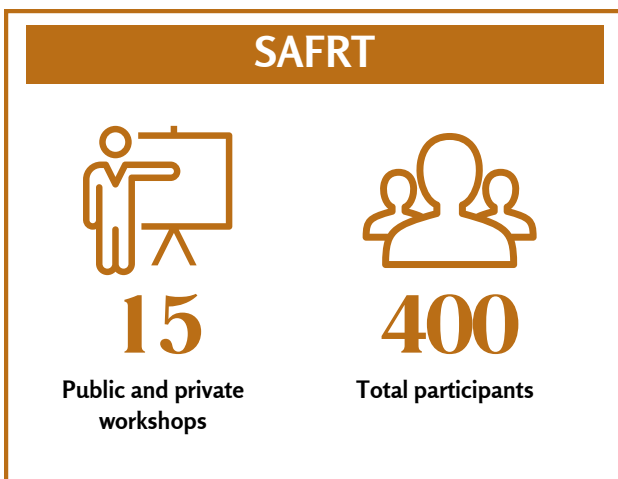 SAFRT
15
Public and private
workshops
400
Total participants